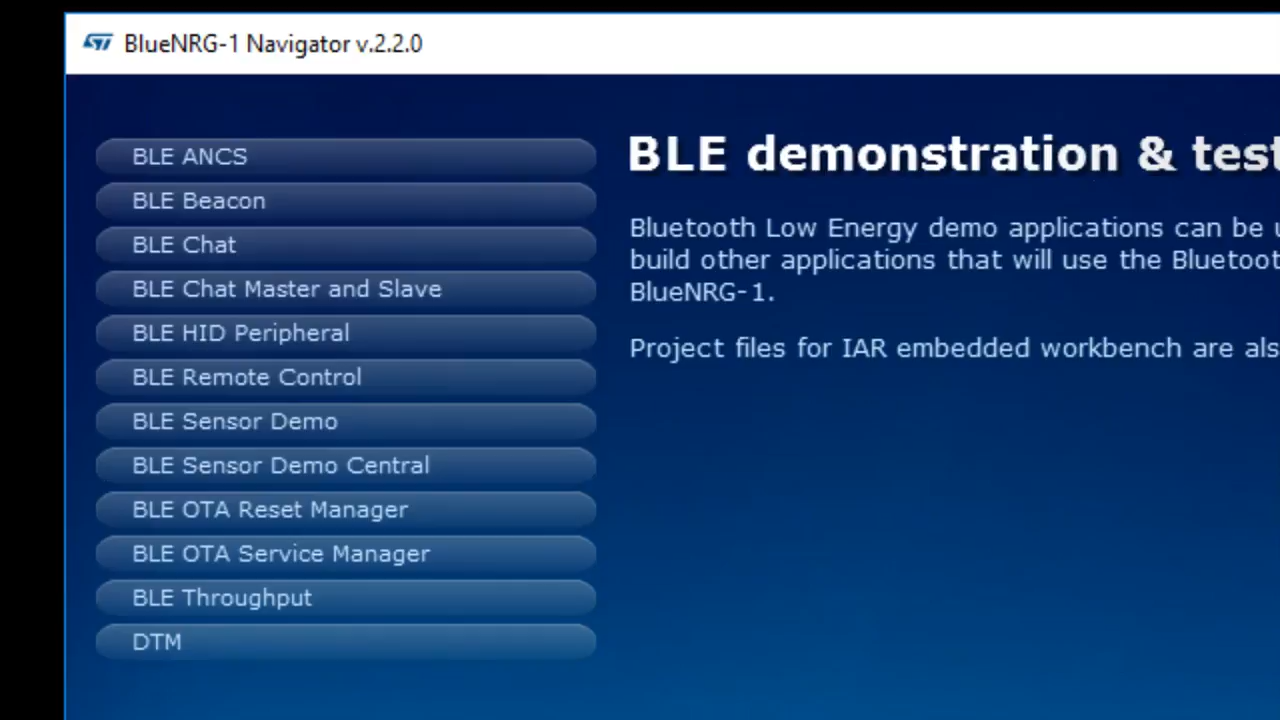 BlueNRG-1 Navigator v.2.2.0
BLE ANCS
BLE Beacon
BLE Chat
BLE Chat Master and Slave
BLE HID Peripheral
BLE Remote Control
BLE Sensor Demo
BLE Sensor Demo Central
BLE OTA Reset Manager
BLE OTA Service Manager
BLE Throughput
DTM
BLE demonstration & test
Bluetooth Low Energy demo applications can be
build other applications that will use the
BlueNRG-1.
Project files for IAR embedded workbench are